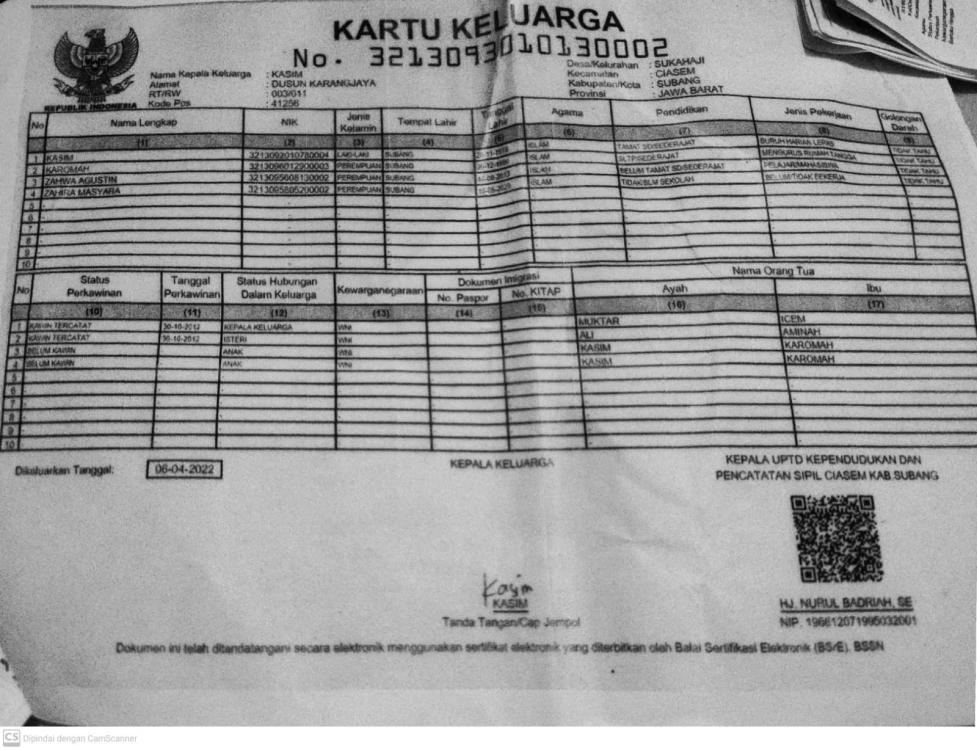 KARTU KELUARGA
No. 3213093010130002
REPUBLIK INDONESIA
Nama Kepala Keluarga : KASIM
Alamat : DUSUN KARANGJAYA
RT/RW : 003/011
Kode Pos : 41256
Desa/Kelurahan : SUKAHAJI
Kecamatan : CIASEM
Kabupaten/Kota : SUBANG
Provinsi : JAWA BARAT
No Nama Lengkap NIK Jenis Kelamin Tempat Lahir Tanggal Lahir Agama Pendidikan Jenis Pekerjaan Golongan Darah
(1) (2) (3) (4) (5) (6) (7) (8) (9)
1 KASIM 3213092010780004 LAKI-LAKI SUBANG ISLAM TAMAT SD/SEDERAJAT BURUH HARIAN LEPAS TIDAK TAHU
2 KAROMAH 3213096012900003 PEREMPUAN SUBANG ISLAM SLTP/SEDERAJAT MENGURUS RUMAH TANGGA TIDAK TAHU
3 ZAHWA AGUSTIN PEREMPUAN SUBANG ISLAM BELUM TAMAT SD/SEDERAJAT PELAJAR/MAHASISWA TIDAK TAHU
4 ZAHIRA MASYARA 3213095805200002 PEREMPUAN SUBANG ISLAM TIDAK/BLM SEKOLAH BELUM/TIDAK BEKERJA TIDAK TAHU
5 -
6 -
7 -
8 -
9 -
10 -
No Status Perkawinan Tanggal Perkawinan Status Hubungan Dalam Keluarga Kewarganegaraan Dokumen Imigrasi Nama Orang Tua
No. Paspor No. KITAP Ayah Ibu
(10) (11) (12) (13) (14) (15) (16) (17)
1 KAWIN TERCATAT 30-10-2012 KEPALA KELUARGA WNI MUKTAR ICEM
2 KAWIN TERCATAT 30-10-2012 ISTERI WNI ALI AMINAH
3 BELUM KAWIN ANAK WNI KASIM KAROMAH
4 BELUM KAWIN ANAK WNI KASIM KAROMAH
5 -
6 -
7 -
8 -
9 -
10 -
Dikeluarkan Tanggal: 06-04-2022
KEPALA KELUARGA
KEPALA UPTD KEPENDUDUKAN DAN
PENCATATAN SIPIL CIASEM KAB.SUBANG
Kasim
KASIM
Tanda Tangan/Cap Jempol
HJ. NURUL BADRIAH, SE
NIP. 196612071995032001
Dokumen ini telah ditandatangani secara elektronik menggunakan sertifikat elektronik yang diterbitkan oleh Balai Sertifikasi Elektronik (BSrE), BSSN
CS Dipindai dengan CamScanner